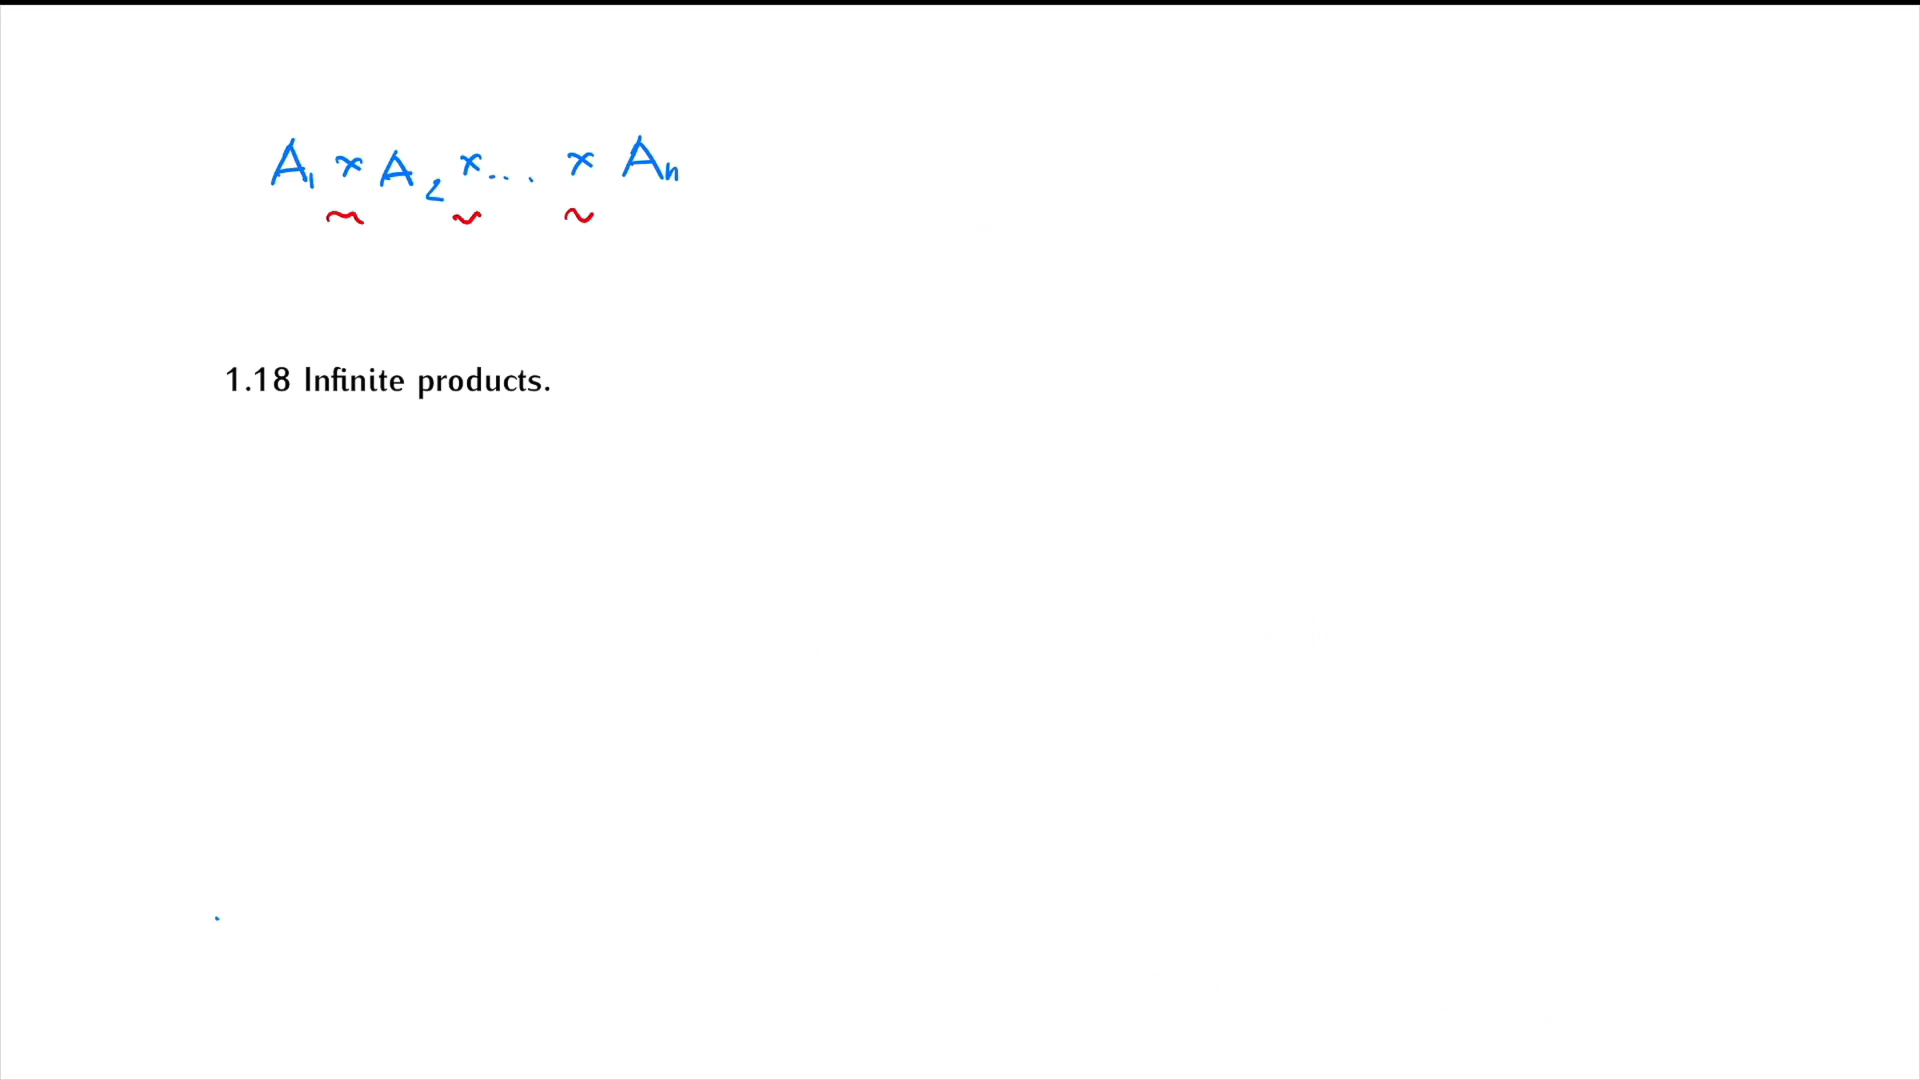 A₁ × A₂ × ... × Aₙ
1.18 Infinite products.